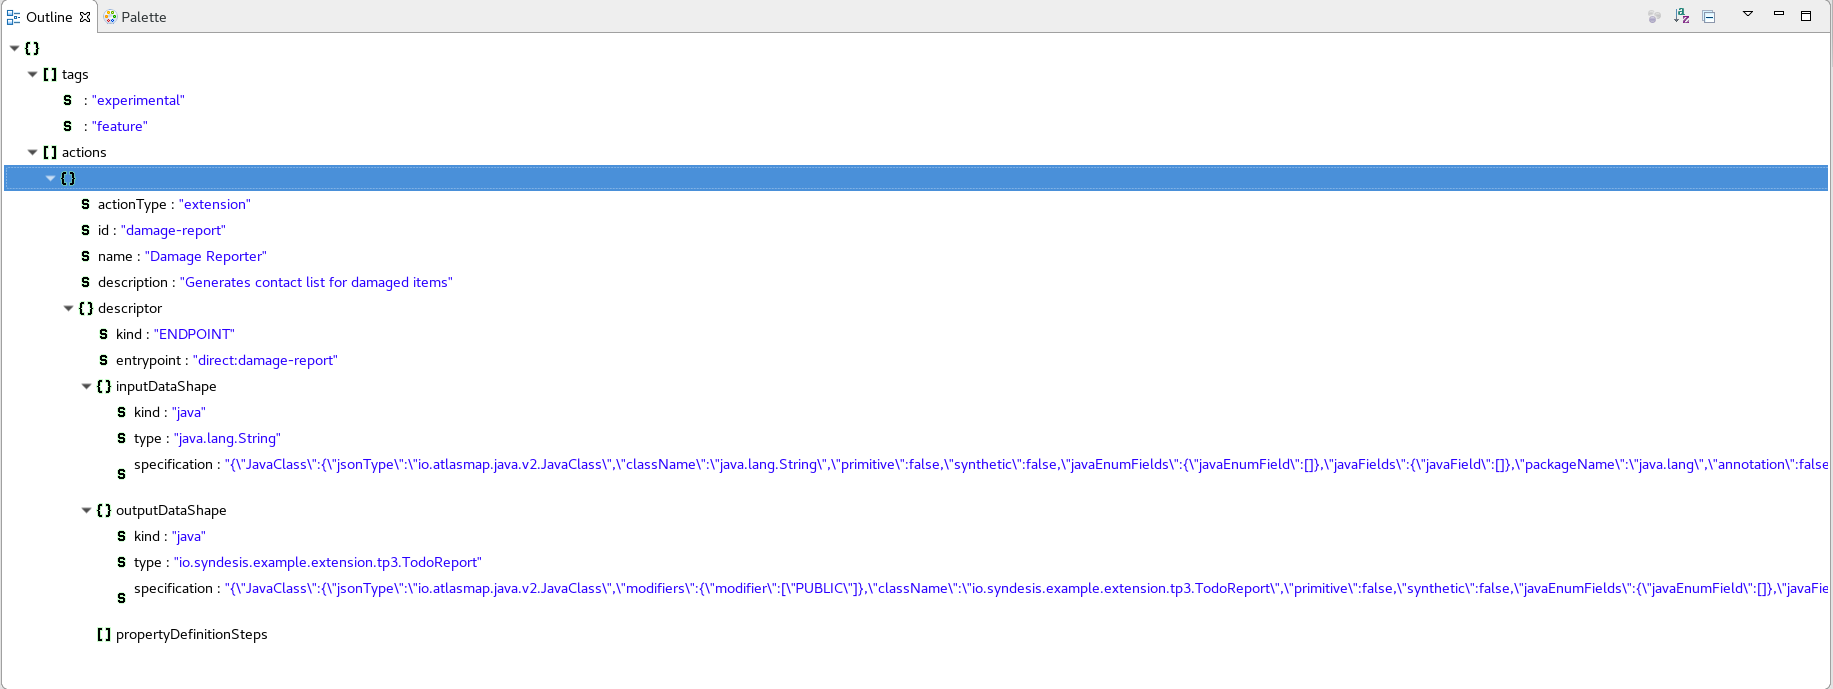 Outline Palette
{}
[] tags
S : "experimental"
S : "feature"
[] actions
{}
S actionType : "extension"
S id : "damage-report"
S name : "Damage Reporter"
S description : "Generates contact list for damaged items"
{} descriptor
S kind : "ENDPOINT"
S entrypoint : "direct:damage-report"
{} inputDataShape
S kind : "java"
S type : "java.lang.String"
S specification : "{\"JavaClass\":{\"jsonType\":\"io.atlasmap.java.v2.JavaClass\",\"className\":\"java.lang.String\",\"primitive\":false,\"synthetic\":false,\"javaEnumFields\":{\"javaEnumField\":[]},\"javaFields\":{\"javaField\":[]},\"packageName\":\"java.lang\",\"annotation\":false
{} outputDataShape
S kind : "java"
S type : "io.syndesis.example.extension.tp3.TodoReport"
S specification : "{\"JavaClass\":{\"jsonType\":\"io.atlasmap.java.v2.JavaClass\",\"modifiers\":{\"modifier\":[\"PUBLIC\"]},\"className\":\"io.syndesis.example.extension.tp3.TodoReport\",\"primitive\":false,\"synthetic\":false,\"javaEnumFields\":{\"javaEnumField\":[]},\"javaFie
[] propertyDefinitionSteps